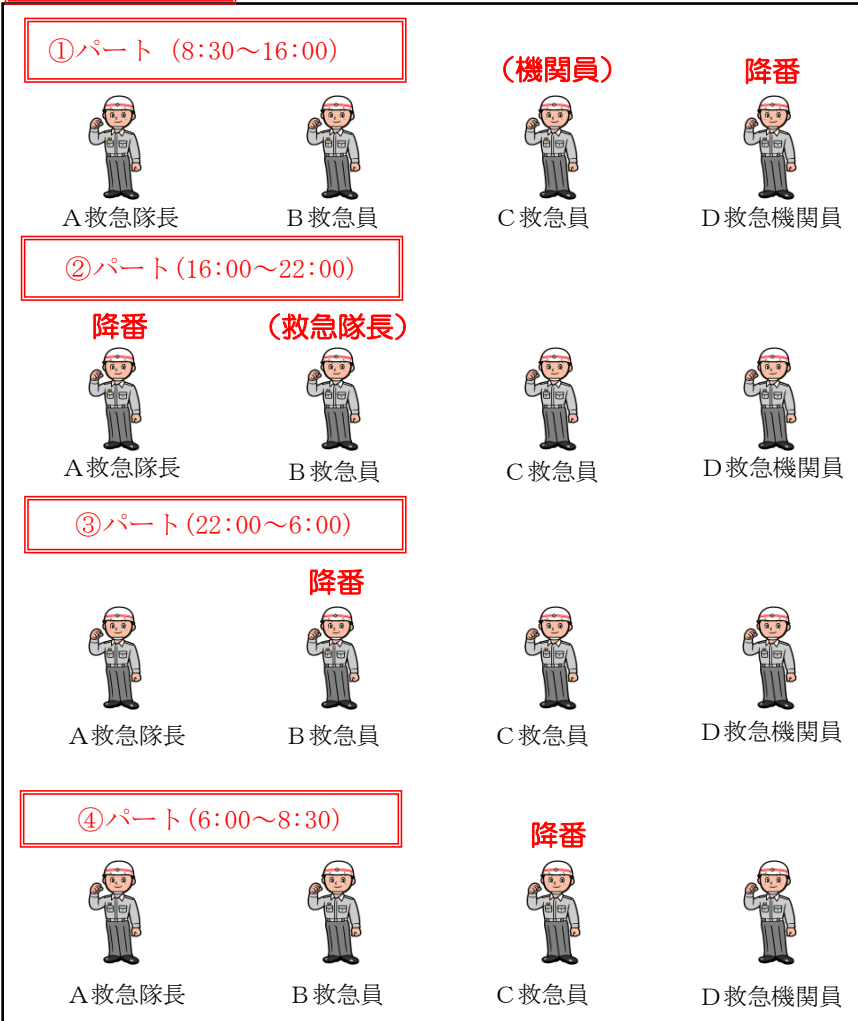 ①パート (8:30～16:00)
(機関員) 降番
A救急隊長 B救急員 C救急員 D救急機関員
②パート(16:00～22:00)
降番 (救急隊長)
A救急隊長 B救急員 C救急員 D救急機関員
③パート(22:00～6:00)
降番
A救急隊長 B救急員 C救急員 D救急機関員
④パート(6:00～8:30)
降番
A救急隊長 B救急員 C救急員 D救急機関員